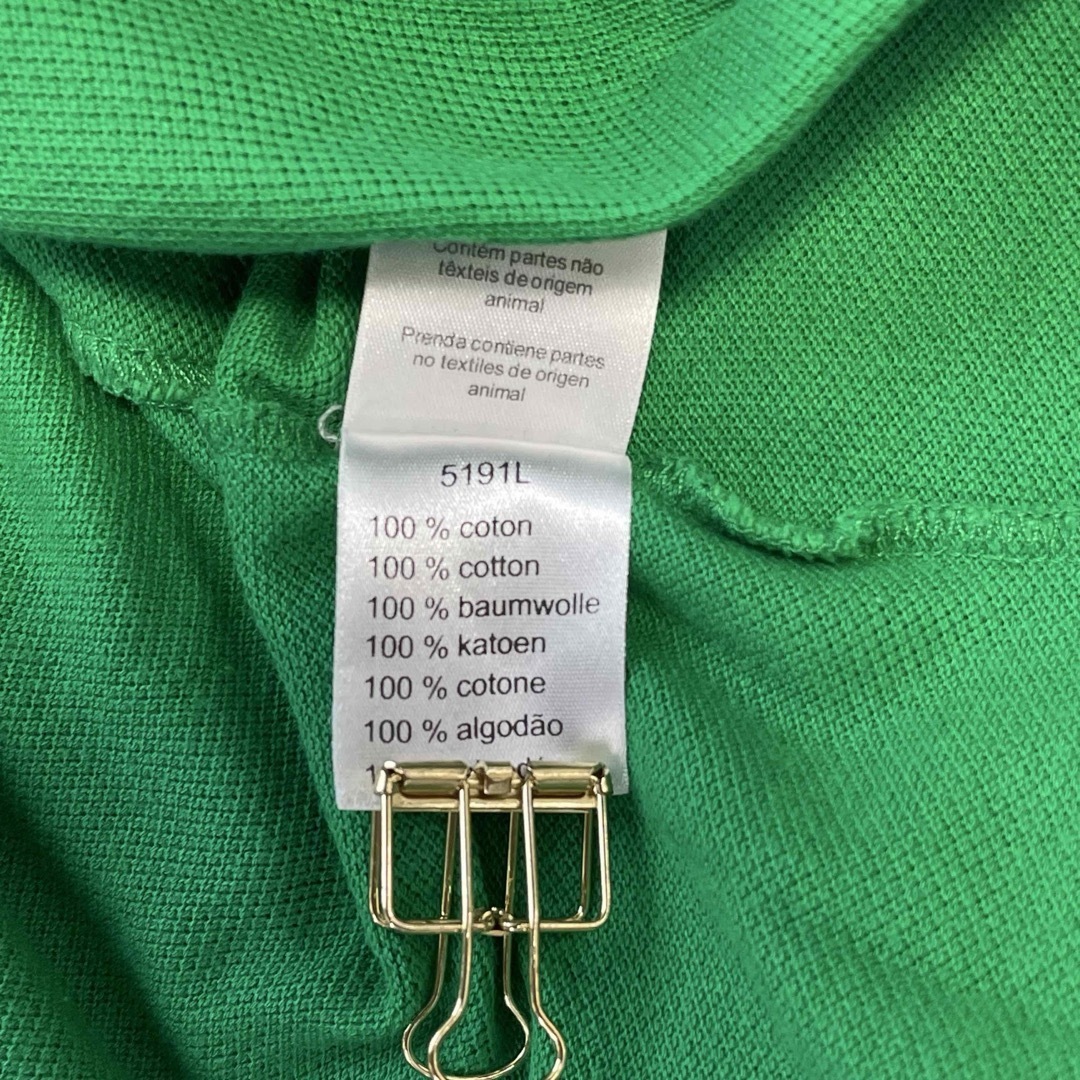 Contém partes não
têxteis de origem
animal
Prenda contiene partes
no textiles de origen
animal
5191L
100 % coton
100 % cotton
100 % baumwolle
100 % katoen
100 % cotone
100 % algodão